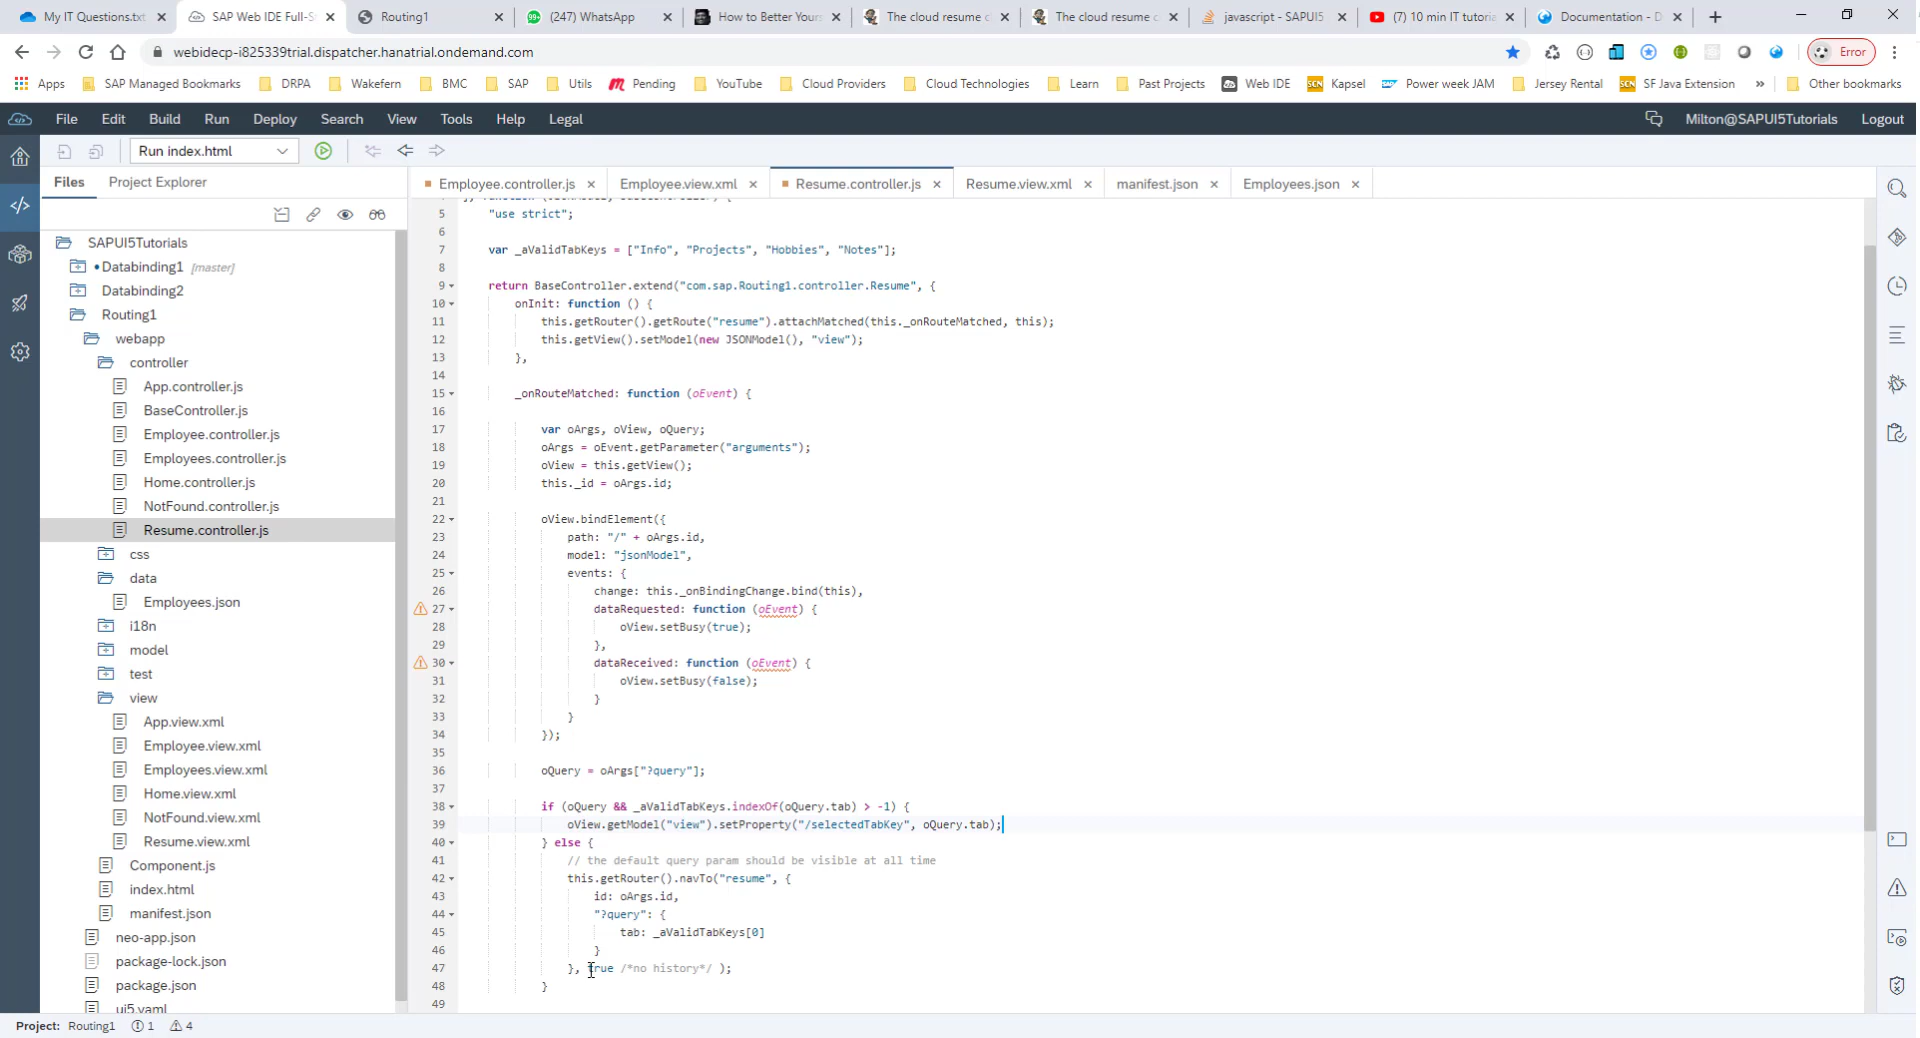 My IT Questions.txt
SAP Web IDE Full-S
Routing1
(247) WhatsApp
How to Better Your
The cloud resume c
The cloud resume c
javascript - SAPUI5
(7) 10 min IT tutoria
Documentation - D
webidecp-i825339trial.dispatcher.hanatrial.ondemand.com
Error
Apps
SAP Managed Bookmarks
DRPA
Wakefern
BMC
SAP
Utils
Pending
YouTube
Cloud Providers
Cloud Technologies
Learn
Past Projects
Web IDE
Kapsel
Power week JAM
Jersey Rental
SF Java Extension
»
Other bookmarks
File Edit Build Run Deploy Search View Tools Help Legal
Milton@SAPUI5Tutorials
Logout
Run index.html
Files
Project Explorer
Employee.controller.js
Employee.view.xml
Resume.controller.js
Resume.view.xml
manifest.json
Employees.json
SAPUI5Tutorials
Databinding1 [master]
Databinding2
Routing1
webapp
controller
App.controller.js
BaseController.js
Employee.controller.js
Employees.controller.js
Home.controller.js
NotFound.controller.js
Resume.controller.js
css
data
Employees.json
i18n
model
test
view
App.view.xml
Employee.view.xml
Employees.view.xml
Home.view.xml
NotFound.view.xml
Resume.view.xml
Component.js
index.html
manifest.json
neo-app.json
package-lock.json
package.json
ui5.yaml
5 "use strict";
6
7 var _aValidTabKeys = ["Info", "Projects", "Hobbies", "Notes"];
8
9 return BaseController.extend("com.sap.Routing1.controller.Resume", {
10 onInit: function () {
11 this.getRouter().getRoute("resume").attachMatched(this._onRouteMatched, this);
12 this.getView().setModel(new JSONModel(), "view");
13 },
14
15 _onRouteMatched: function (oEvent) {
16
17 var oArgs, oView, oQuery;
18 oArgs = oEvent.getParameter("arguments");
19 oView = this.getView();
20 this._id = oArgs.id;
21
22 oView.bindElement({
23 path: "/" + oArgs.id,
24 model: "jsonModel",
25 events: {
26 change: this._onBindingChange.bind(this),
27 dataRequested: function (oEvent) {
28 oView.setBusy(true);
29 },
30 dataReceived: function (oEvent) {
31 oView.setBusy(false);
32 }
33 }
34 });
35
36 oQuery = oArgs["?query"];
37
38 if (oQuery && _aValidTabKeys.indexOf(oQuery.tab) > -1) {
39 oView.getModel("view").setProperty("/selectedTabKey", oQuery.tab);
40 } else {
41 // the default query param should be visible at all time
42 this.getRouter().navTo("resume", {
43 id: oArgs.id,
44 "?query": {
45 tab: _aValidTabKeys[0]
46 }
47 }, true /*no history*/ );
48 }
49
Project: Routing1 1 4